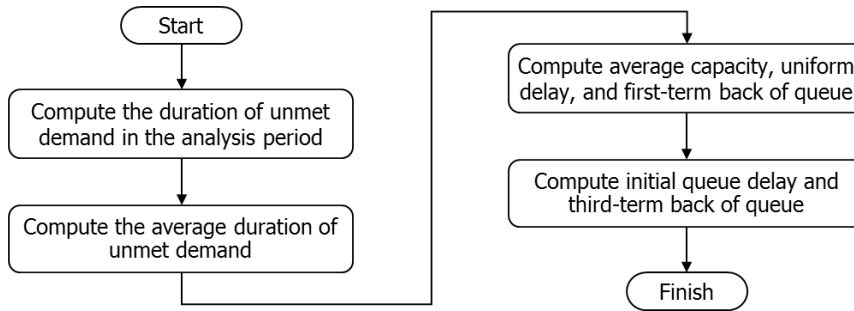 Start
Compute the duration of unmet
demand in the analysis period
Compute the average duration of
unmet demand
Compute average capacity, uniform
delay, and first-term back of queue
Compute initial queue delay and
third-term back of queue
Finish